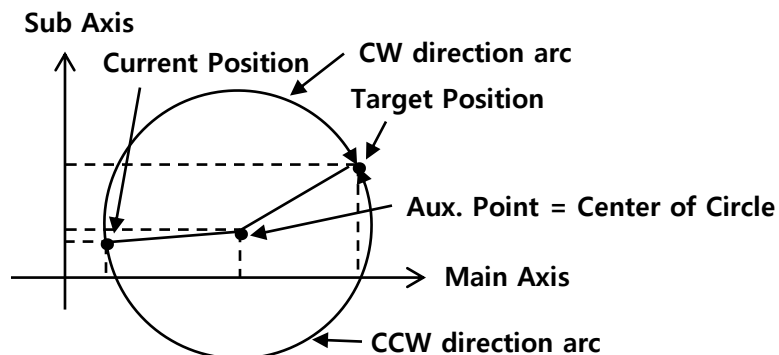 Sub Axis
Current Position
CW direction arc
Target Position
Aux. Point = Center of Circle
Main Axis
CCW direction arc